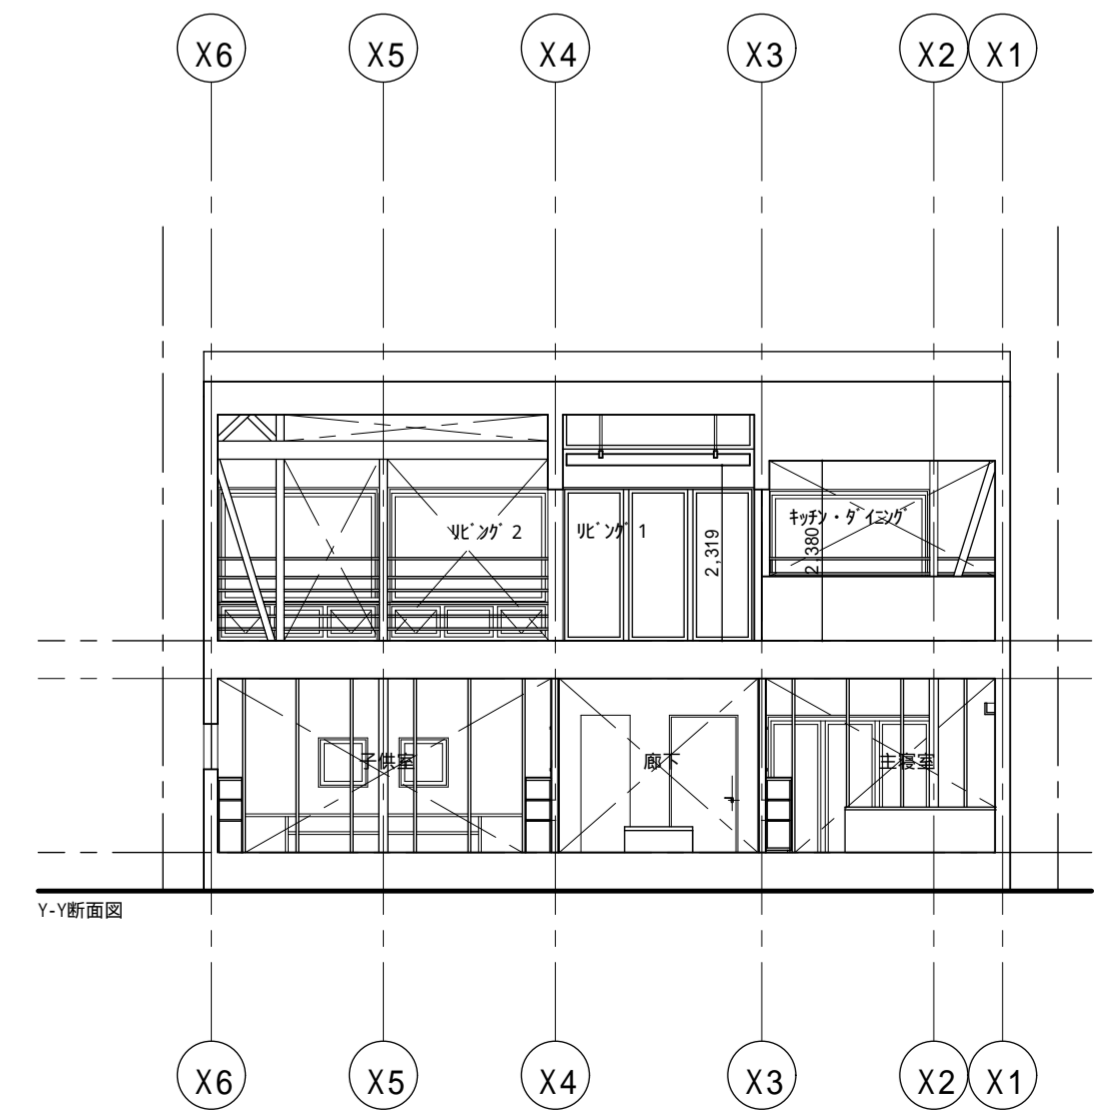 X6 X5 X4 X3 X2 X1
リビング 2 リビング 1 キッチン・ダイニング
2,319 2,380
子供室 廊下 主寝室
Y-Y断面図
X6 X5 X4 X3 X2 X1